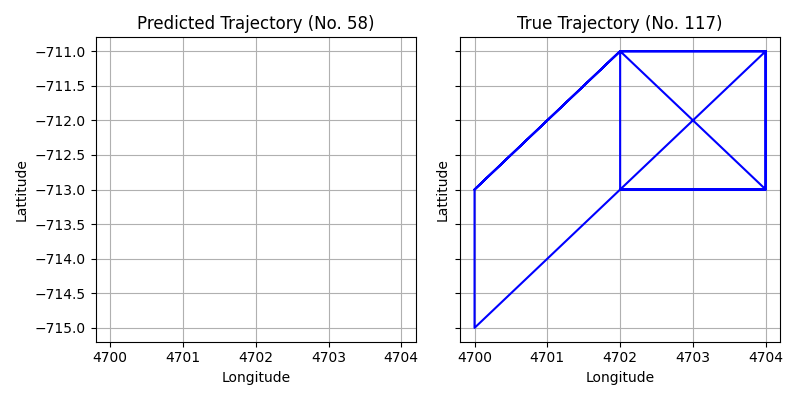 Predicted Trajectory (No. 58)
True Trajectory (No. 117)
−711.0
−711.5
−712.0
−712.5
−713.0
−713.5
−714.0
−714.5
−715.0
Lattitude
Lattitude
4700 4701 4702 4703 4704
4700 4701 4702 4703 4704
Longitude
Longitude